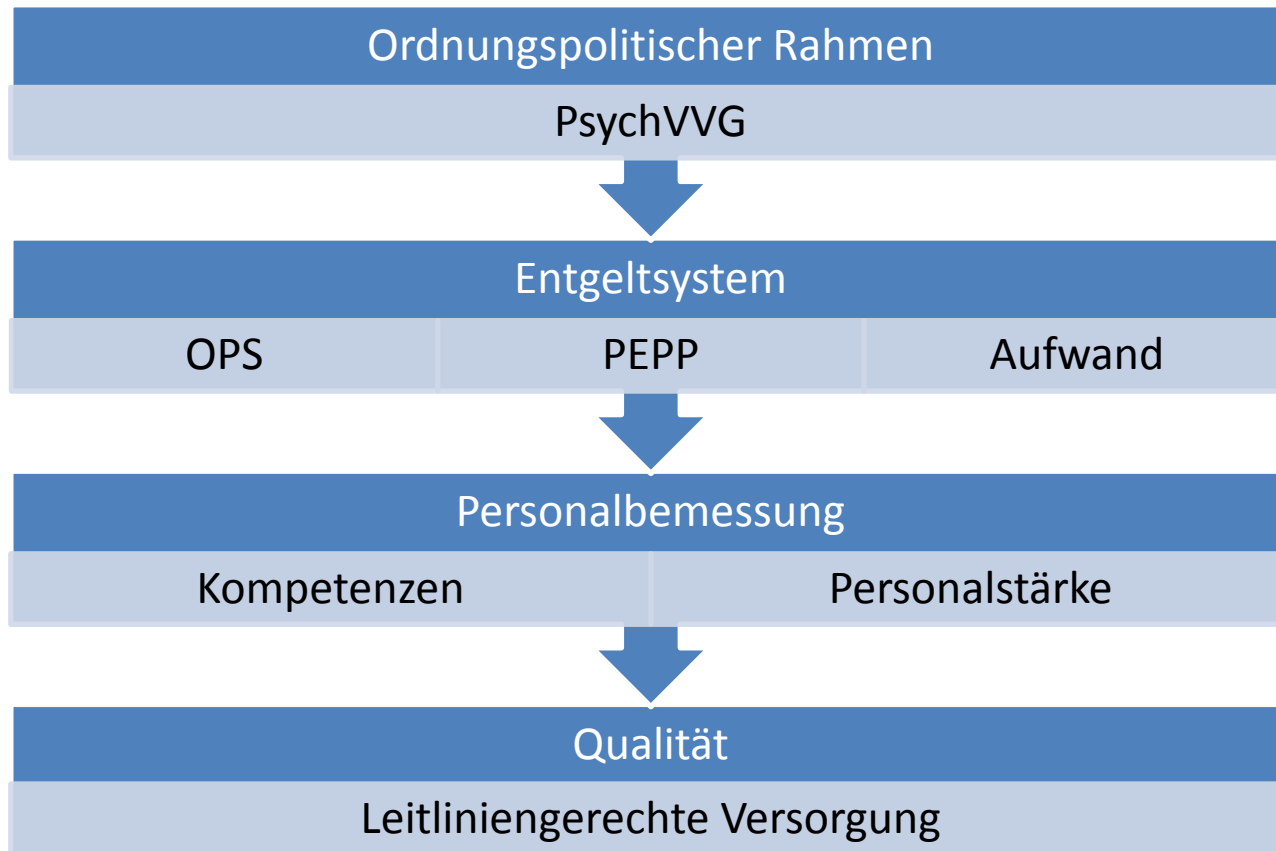 Ordnungspolitischer Rahmen
PsychVVG
Entgeltsystem
OPS PEPP Aufwand
Personalbemessung
Kompetenzen Personalstärke
Qualität
Leitliniengerechte Versorgung